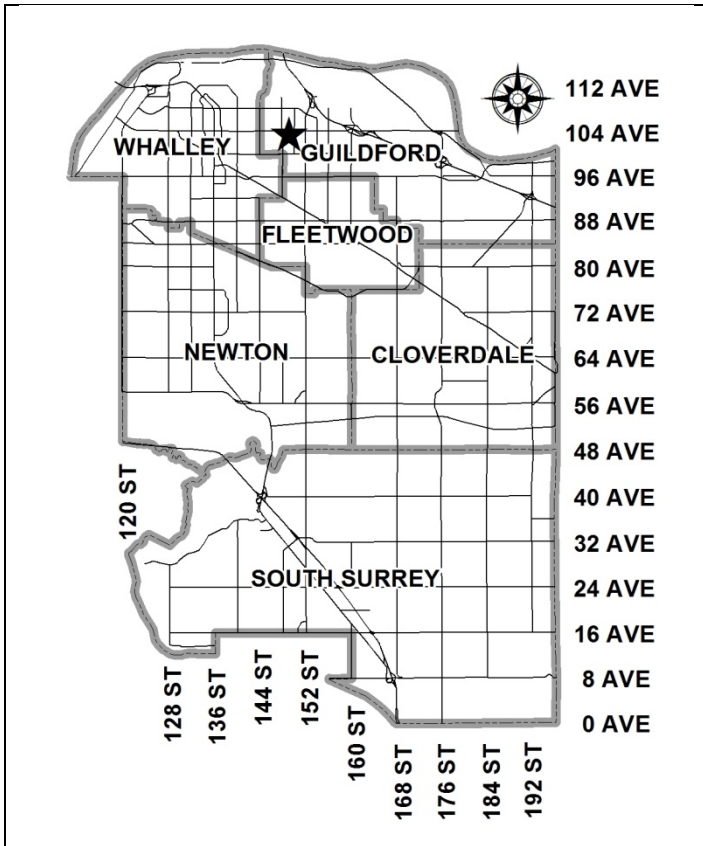 112 AVE
104 AVE
WHALLEY
GUILDFORD
96 AVE
88 AVE
FLEETWOOD
80 AVE
72 AVE
NEWTON
CLOVERDALE
64 AVE
56 AVE
48 AVE
120 ST
40 AVE
32 AVE
SOUTH SURREY
24 AVE
16 AVE
8 AVE
0 AVE
128 ST
136 ST
144 ST
152 ST
160 ST
168 ST
176 ST
184 ST
192 ST